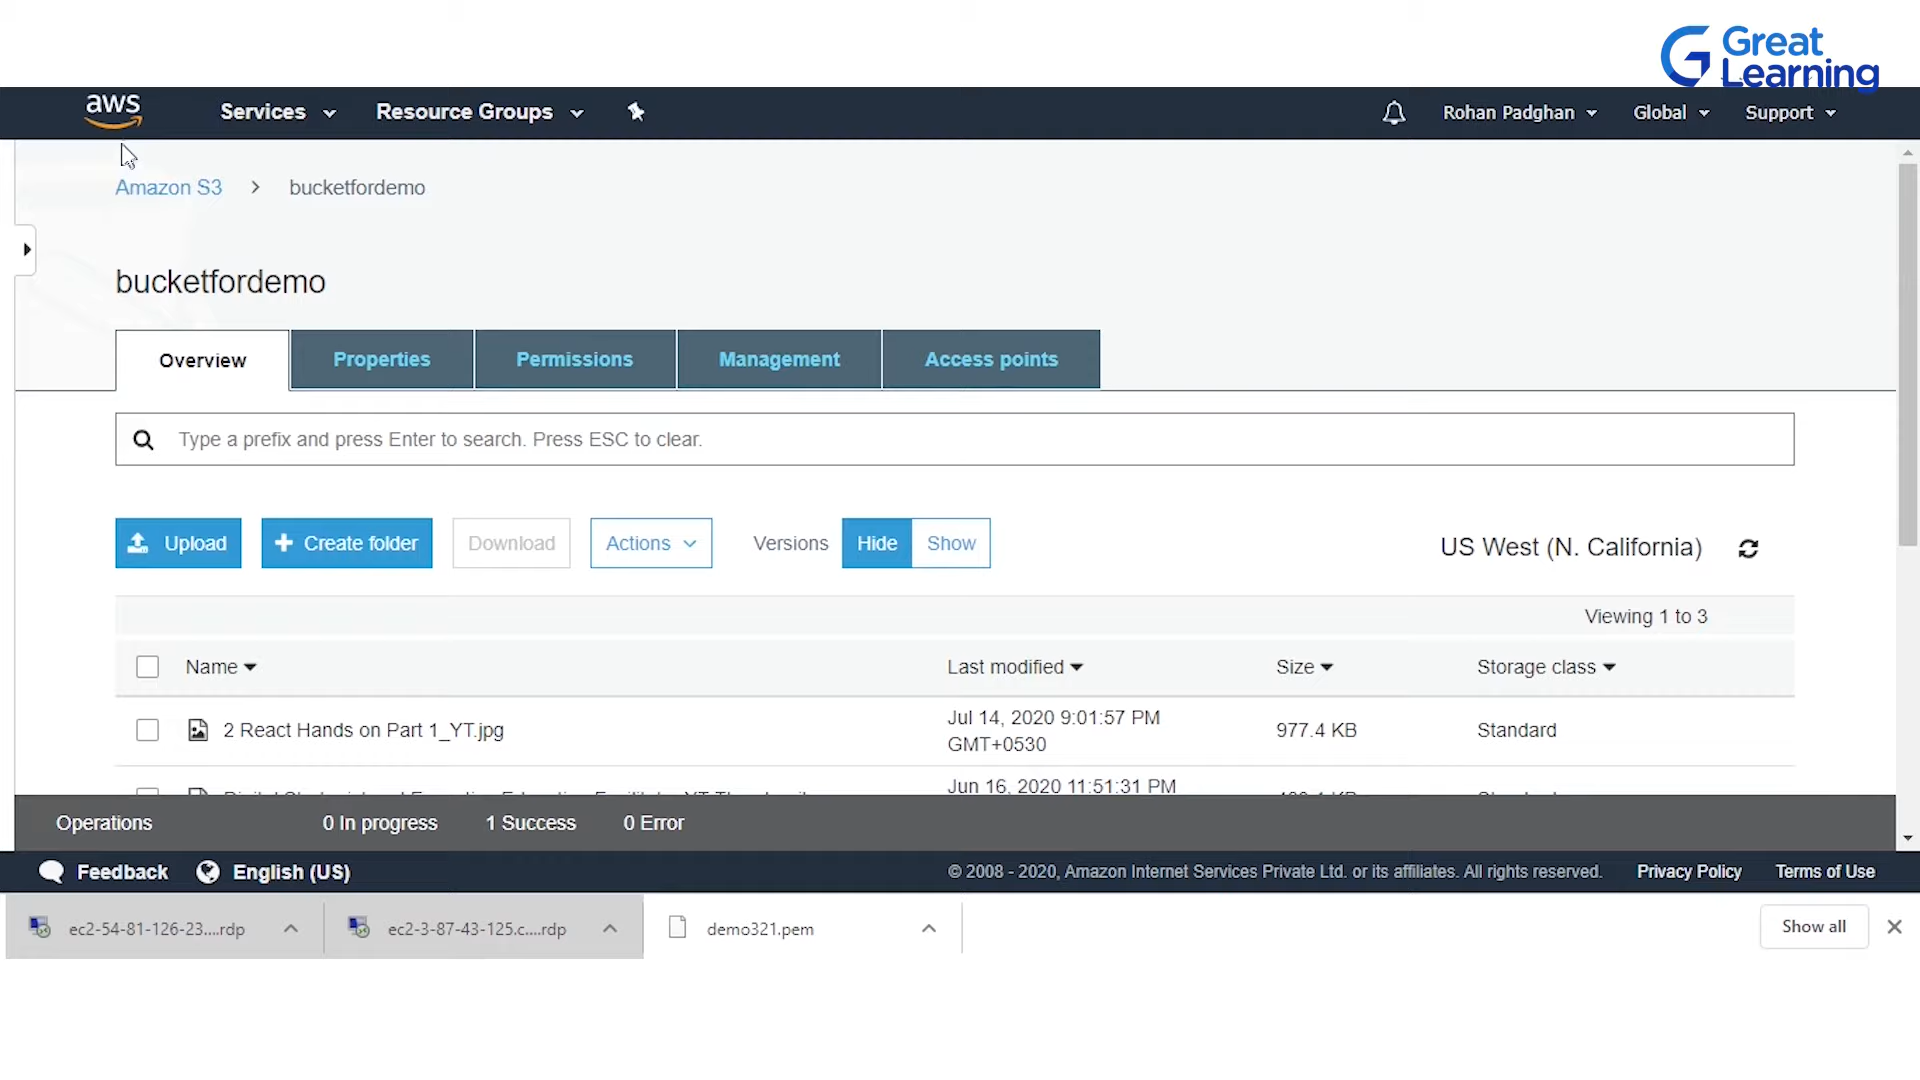 Great
Learning
aws Services Resource Groups Rohan Padghan Global Support
Amazon S3 > bucketfordemo
bucketfordemo
Overview Properties Permissions Management Access points
Type a prefix and press Enter to search. Press ESC to clear.
Upload + Create folder Download Actions Versions Hide Show US West (N. California)
Viewing 1 to 3
Name Last modified Size Storage class
2 React Hands on Part 1_YT.jpg Jul 14, 2020 9:01:57 PM 977.4 KB Standard
GMT+0530
Jun 16, 2020 11:51:31 PM
Operations 0 In progress 1 Success 0 Error
Feedback English (US) © 2008 - 2020, Amazon Internet Services Private Ltd. or its affiliates. All rights reserved. Privacy Policy Terms of Use
ec2-54-81-126-23....rdp ec2-3-87-43-125.c....rdp demo321.pem Show all